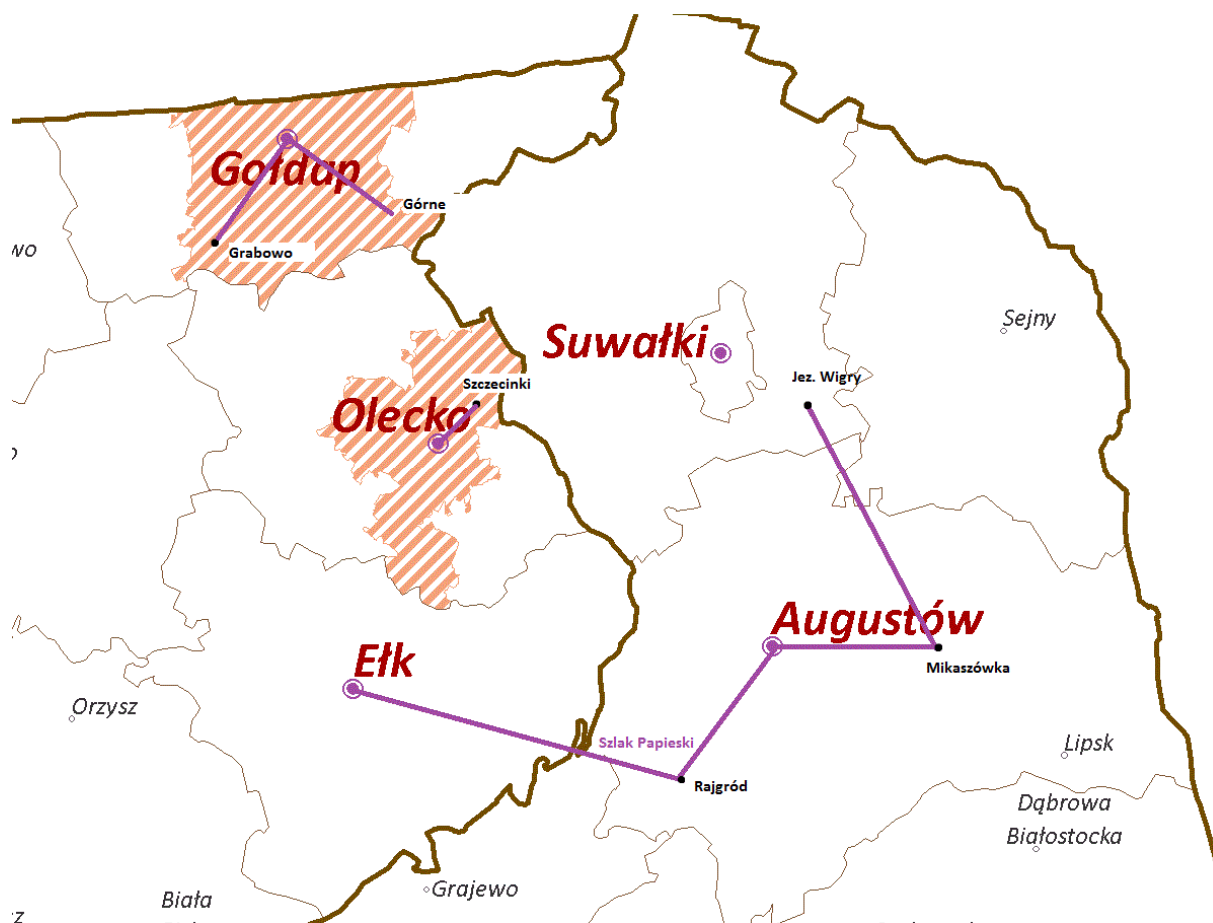 Gołdap
Górne
Grabowo
wo
Sejny
Suwałki
Jez. Wigry
Szczecinki
Olecko
Augustów
Ełk
Mikaszówka
Orzysz
Szlak Papieski
Lipsk
Rajgród
Dąbrowa
Białostocka
Grajewo
Biała